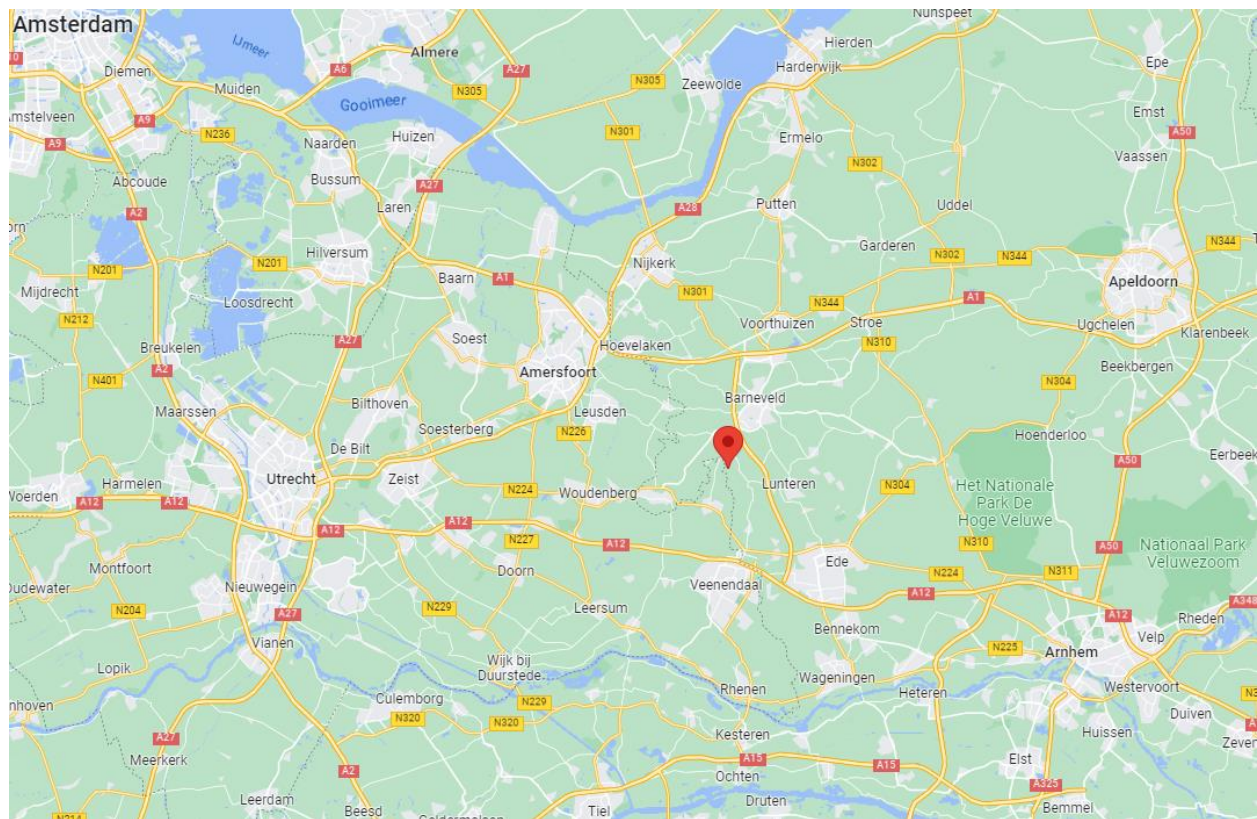 Amsterdam
IJmeer
Almere
Nunspeet
Hierden
Diemen
A6
A27
N305
Zeewolde
Harderwijk
Epe
Muiden
N305
Gooimeer
Emst
Amstelveen
A9
N236
Naarden
Huizen
N301
Ermelo
A50
A9
Vaassen
Abcoude
Bussum
A27
N302
A2
Laren
A28
Putten
Uddel
Hilversum
Garderen
N344
N201
N201
Baarn
A1
Nijkerk
N302
N344
Mijdrecht
Loosdrecht
N301
N344
A1
Apeldoorn
N212
Soest
Voorthuizen
Stroe
Ugchelen
Klarenbeek
Breukelen
A27
Hoevelaken
N310
A2
Amersfoort
Beekbergen
N401
Bilthoven
Barneveld
N304
Maarssen
Leusden
De Bilt
Soesterberg
N226
Hoenderloo
Utrecht
Zeist
A50
Eerbeek
Woerden
Harmelen
A12
N224
Woudenberg
Lunteren
N304
Het Nationale
Park De
Hoge Veluwe
A12
A12
A12
N227
A12
N310
A50
Nationaal Park
Veluwezoom
Oudewater
Montfoort
Doorn
Ede
N224
N311
Nieuwegein
Veenendaal
A12
A348
N204
A27
N229
Leersum
A12
Rheden
Vianen
Bennekom
Velp
Lopik
Wijk bij
Duurstede
N225
Arnhem
Rhenen
Wageningen
Heteren
Westervoort
Culemborg
N229
N320
N320
Duiven
Kesteren
Huissen
A27
Meerkerk
A2
A15
A15
Elst
Ochten
A325
Leerdam
Beesd
Tiel
Druten
Bemmel